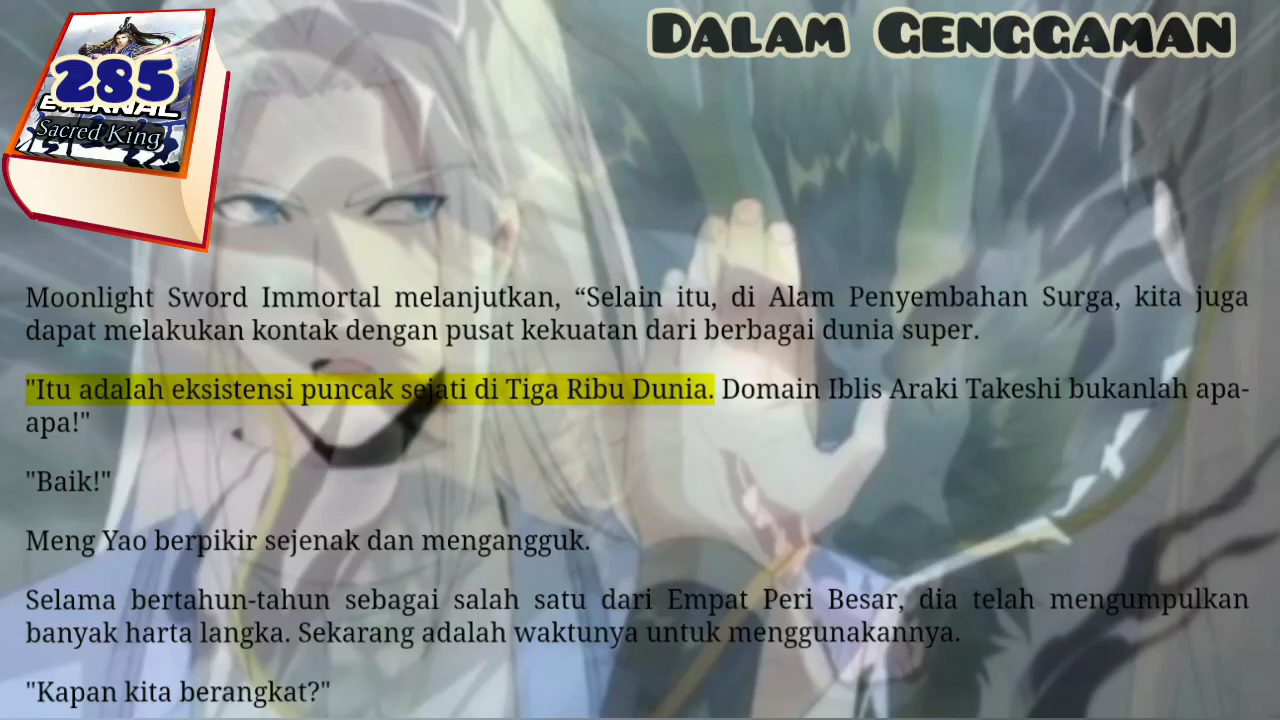 DALAM GENGGAMAN
285
ETERNAL
Sacred King
Moonlight Sword Immortal melanjutkan, “Selain itu, di Alam Penyembahan Surga, kita juga
dapat melakukan kontak dengan pusat kekuatan dari berbagai dunia super.
"Itu adalah eksistensi puncak sejati di Tiga Ribu Dunia. Domain Iblis Araki Takeshi bukanlah apa-
apa!"
"Baik!"
Meng Yao berpikir sejenak dan mengangguk.
Selama bertahun-tahun sebagai salah satu dari Empat Peri Besar, dia telah mengumpulkan
banyak harta langka. Sekarang adalah waktunya untuk menggunakannya.
"Kapan kita berangkat?"